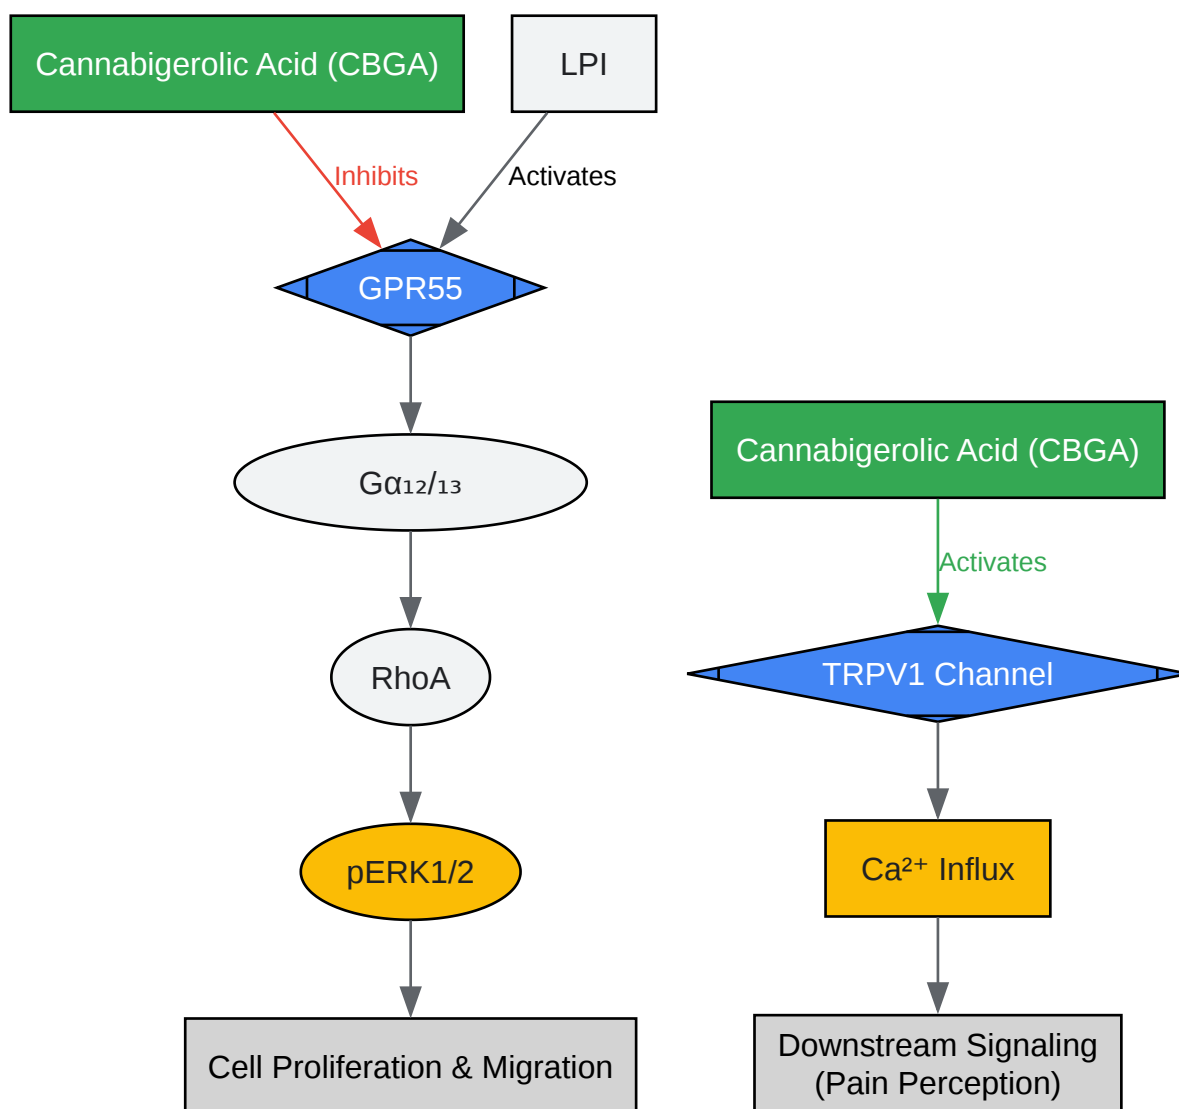 Cannabigerolic Acid (CBGA)
LPI
Inhibits
Activates
GPR55
Gα₁₂/₁₃
RhoA
pERK1/2
Cell Proliferation & Migration
Cannabigerolic Acid (CBGA)
Activates
TRPV1 Channel
Ca²⁺ Influx
Downstream Signaling
(Pain Perception)